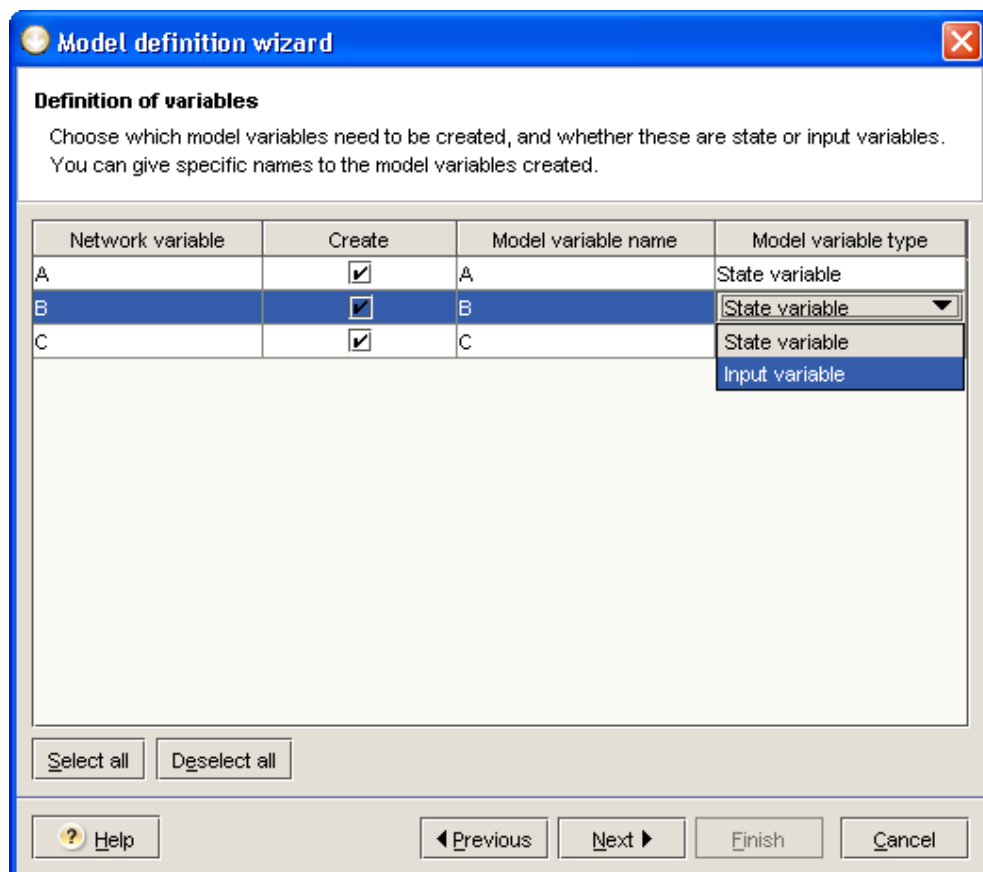 Model definition wizard
Definition of variables
Choose which model variables need to be created, and whether these are state or input variables.
You can give specific names to the model variables created.
Network variable Create Model variable name Model variable type
A A State variable
B B State variable
C C State variable
Input variable
Select all Deselect all
? Help Previous Next Finish Cancel